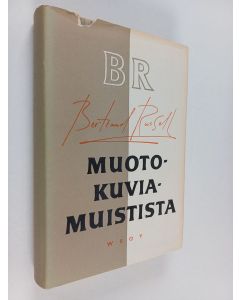 BR
Bertrand Russell
MUOTO-
KUVIA-
MUISTISTA
WSOY